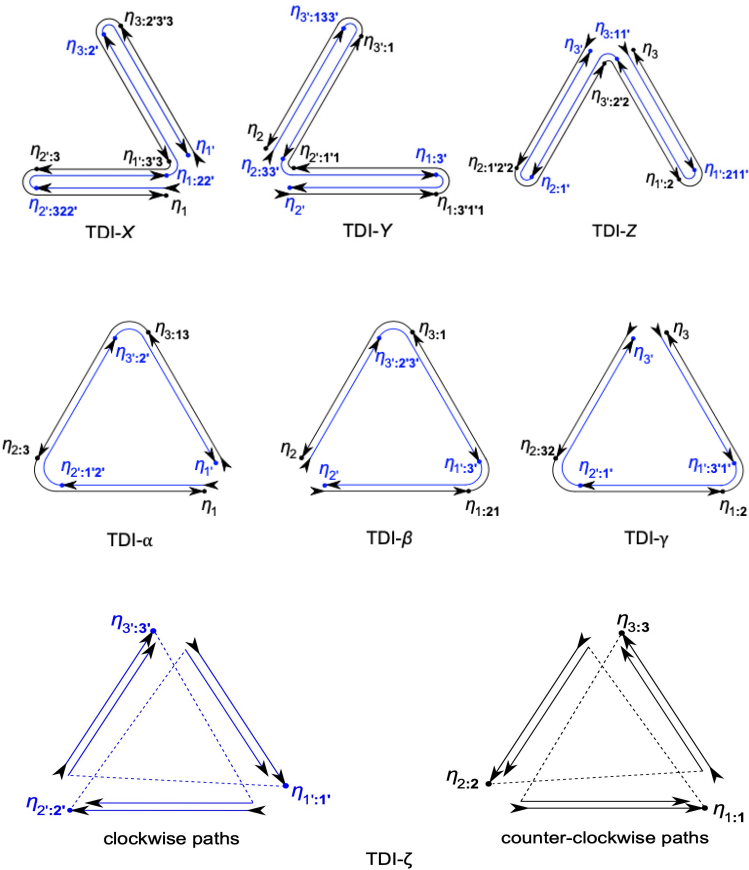 η3:2'3'3 η3':133' η3':1 η3' η3:11' η3
η3:2'
η2':3 η1':3'3 η1' η2 η2':1'1 η1:3' η3':2'2
η1:22' η2:33' η2:1'2'2 η2:1' η1':2 η1':211'
η2':322' η1 η2' η1:3'1'1
TDI-X TDI-Y TDI-Z
η3:13 η3:1 η3
η3':2' η3':2'3' η3'
η2:3 η2':1'2' η1' η2 η2' η1':3' η2:32 η2':1' η1':3'1'
η1 η1:21 η1:2
TDI-α TDI-β TDI-γ
η3':3' η3:3
η2':2' η1':1' η2:2 η1:1
clockwise paths counter-clockwise paths
TDI-ζ